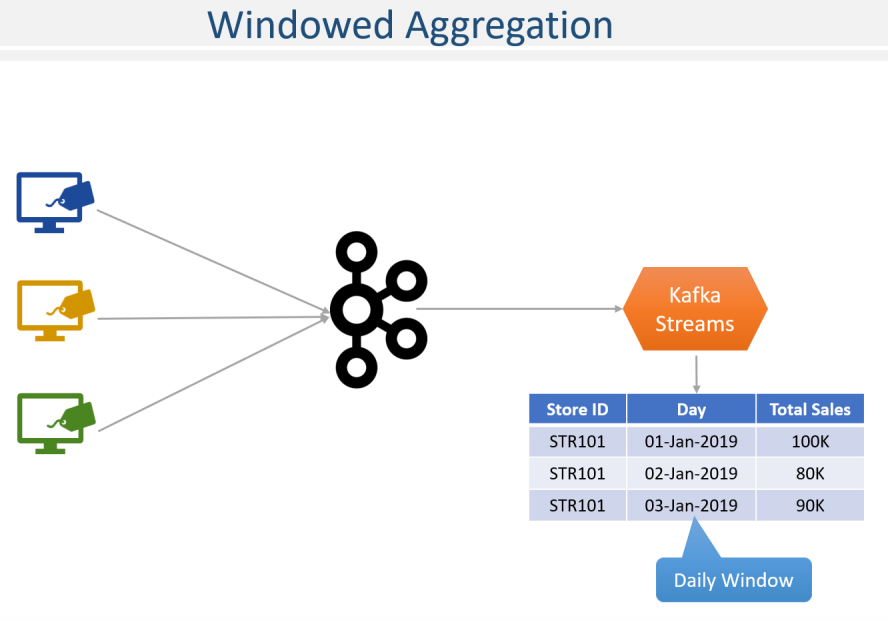 Windowed Aggregation
Kafka
Streams
Store ID Day Total Sales
STR101 01-Jan-2019 100K
STR101 02-Jan-2019 80K
STR101 03-Jan-2019 90K
Daily Window